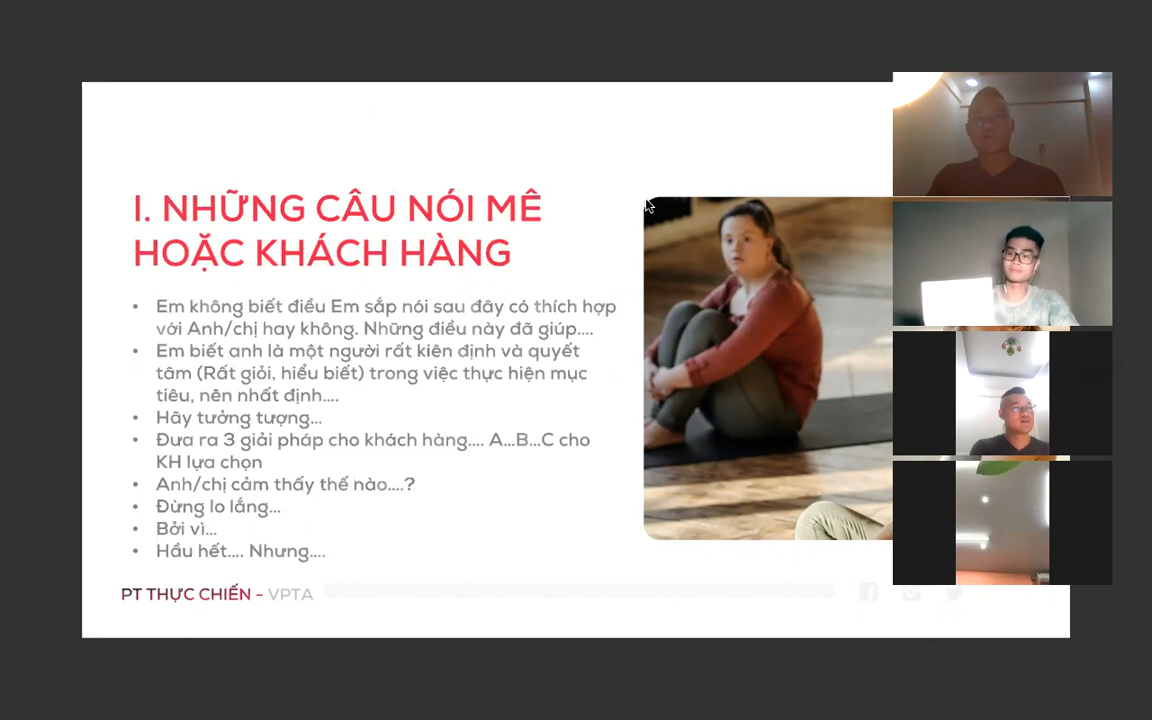 I. NHỮNG CÂU NÓI MÊ
HOẶC KHÁCH HÀNG
• Em không biết điều Em sắp nói sau đây có thích hợp
với Anh/chị hay không. Những điều này đã giúp....
• Em biết anh là một người rất kiên định và quyết
tâm (Rất giỏi, hiểu biết) trong việc thực hiện mục
tiêu, nên nhất định....
• Hãy tưởng tượng...
• Đưa ra 3 giải pháp cho khách hàng.... A...B...C cho
KH lựa chọn
• Anh/chị cảm thấy thế nào....?
• Đừng lo lắng...
• Bởi vì...
• Hầu hết.... Nhưng....
PT THỰC CHIẾN - VPTA